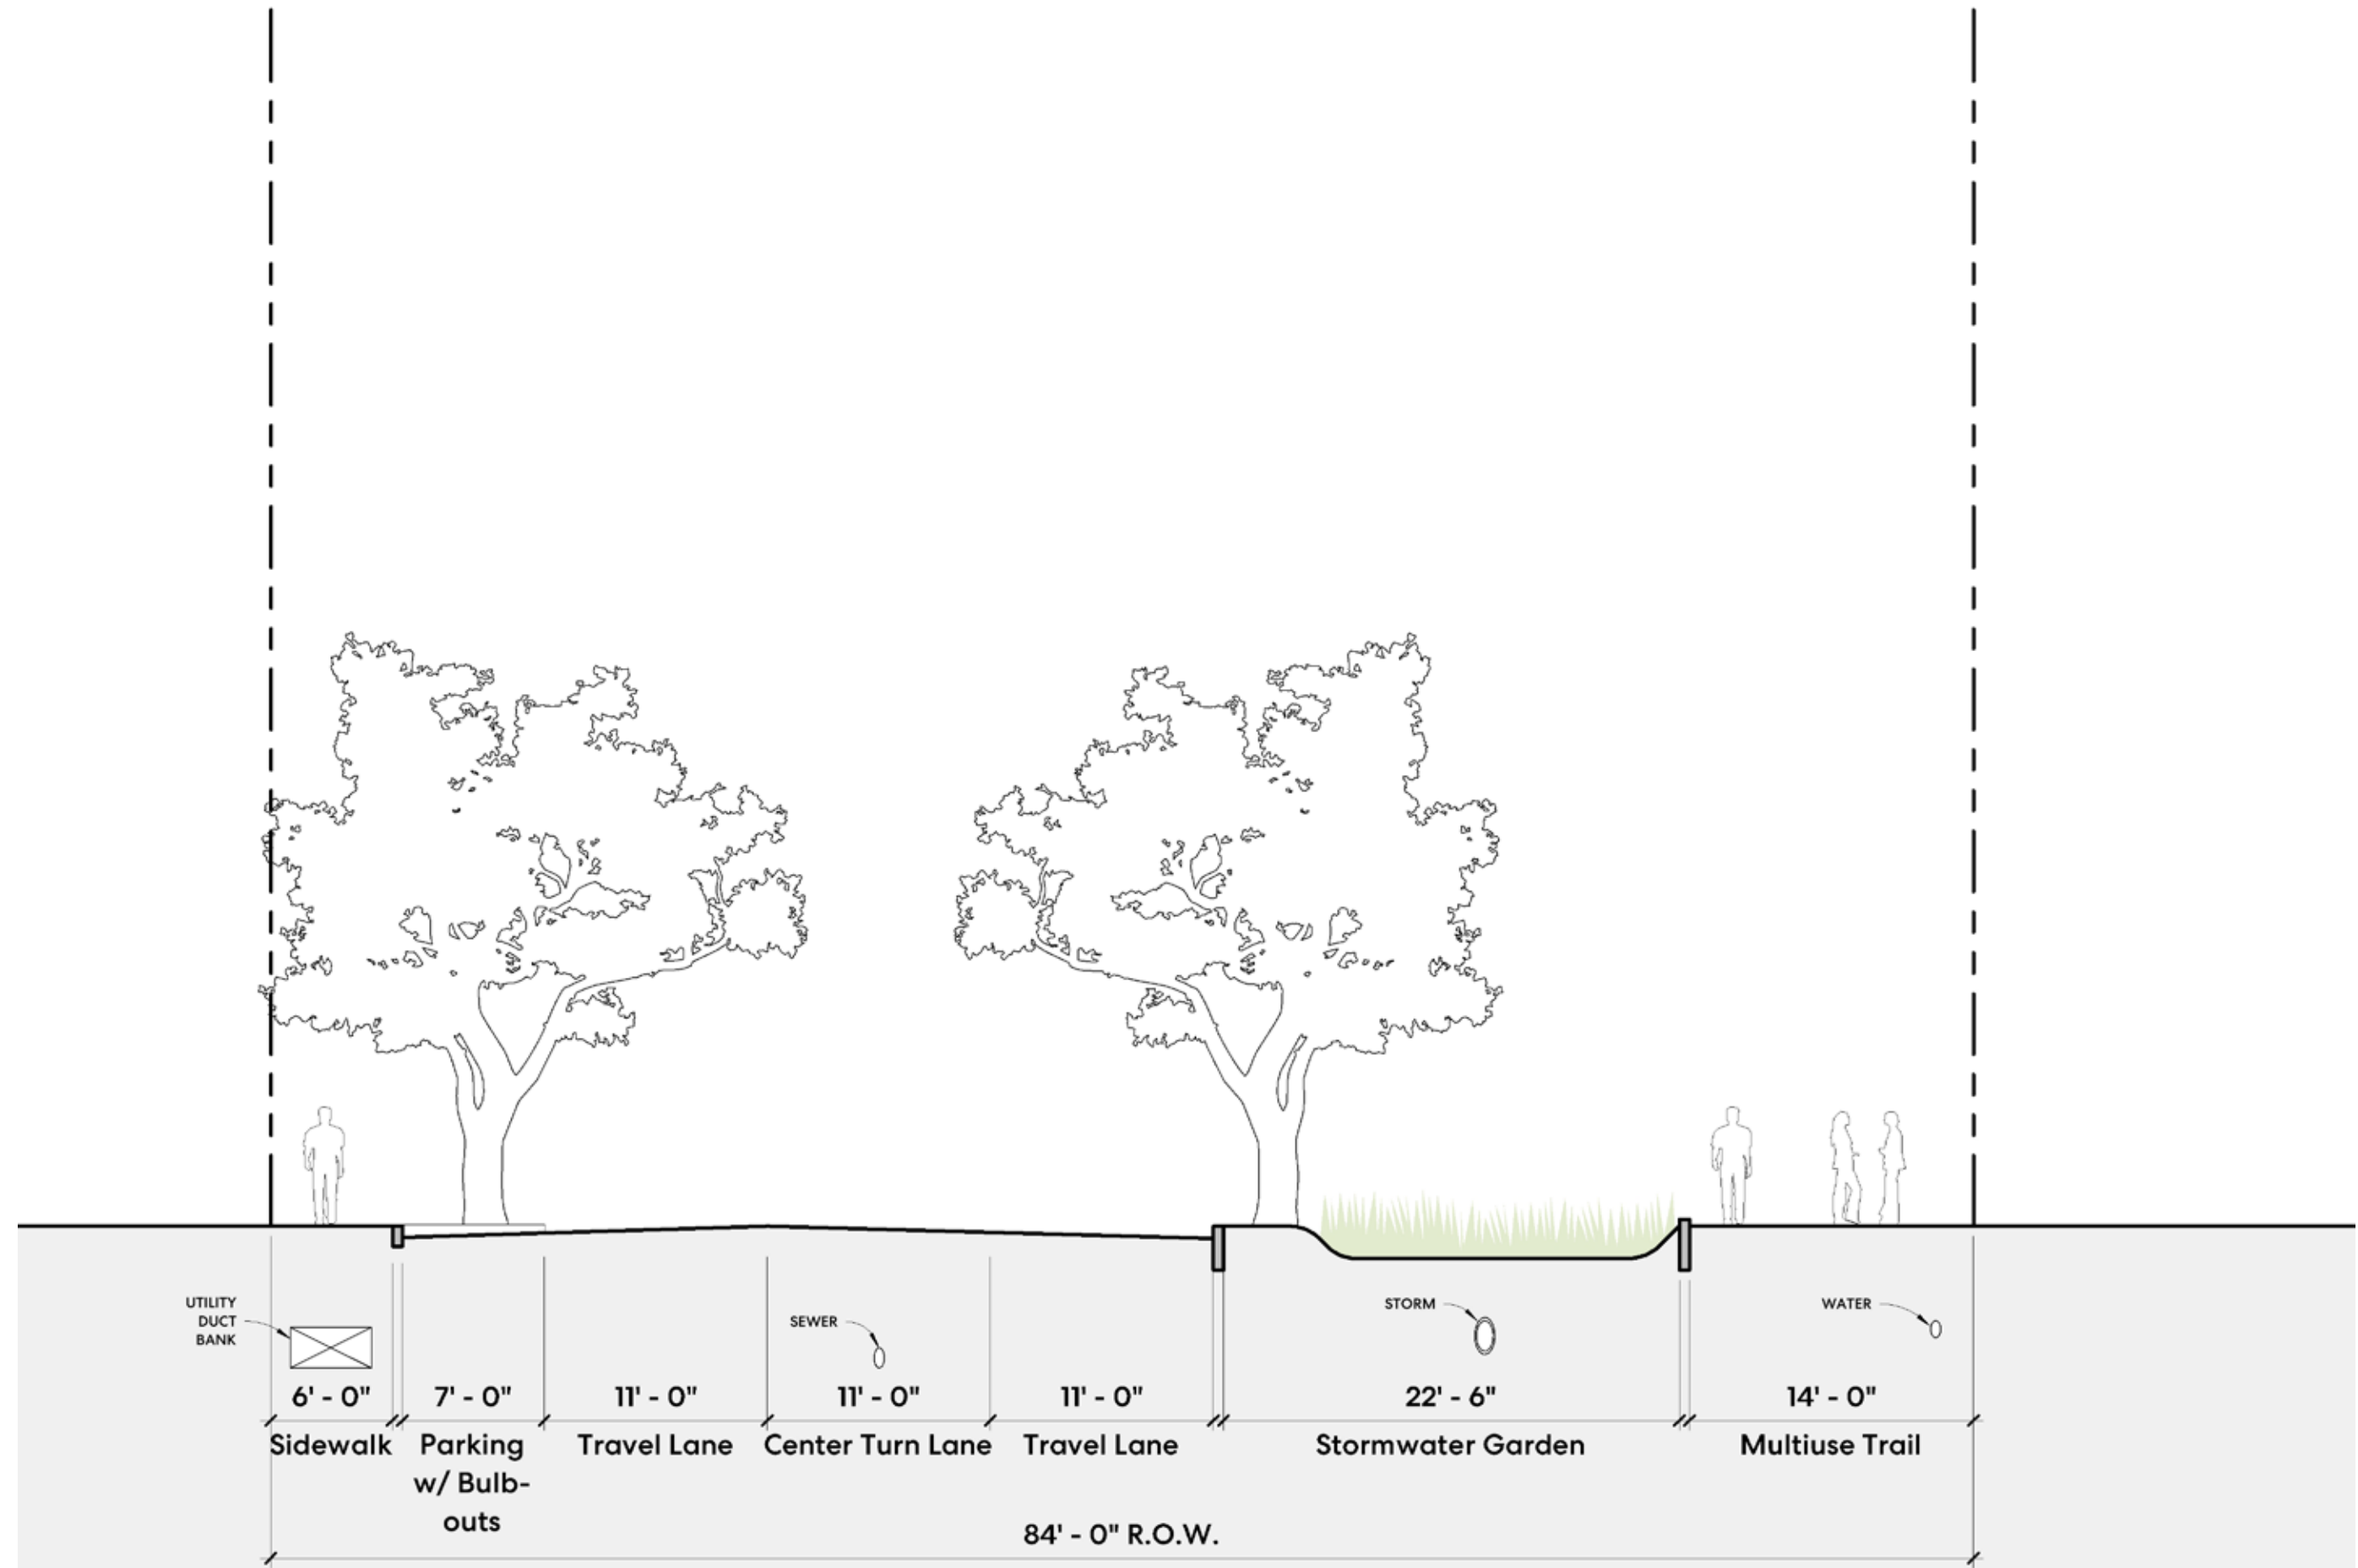 UTILITY
DUCT
BANK
SEWER
STORM
WATER
6' - 0" 7' - 0" 11' - 0" 11' - 0" 11' - 0" 22' - 6" 14' - 0"
Sidewalk Parking Travel Lane Center Turn Lane Travel Lane Stormwater Garden Multiuse Trail
w/ Bulb-
outs
84' - 0" R.O.W.